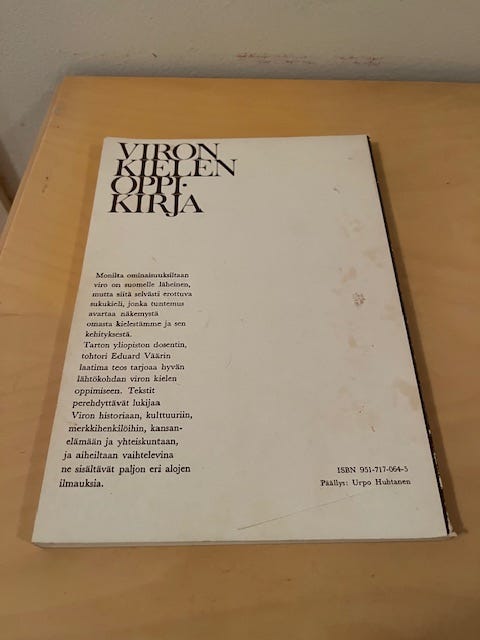 VIRON
KIELEN
OPPI-
KIRJA
Monilta ominaisuuksiltaan
viro on suomelle läheinen,
mutta siitä selvästi erottuva
sukukieli, jonka tuntemus
avartaa näkemystä
omasta kielestämme ja sen
kehityksestä.
Tarton yliopiston dosentin,
tohtori Eduard Väärin
laatima teos tarjoaa hyvän
lähtökohdan viron kielen
oppimiseen. Tekstit
perehdyttävät lukijaa
Viron historiaan, kulttuuriin,
merkkihenkilöihin, kansan-
elämään ja yhteiskuntaan,
ja aiheiltaan vaihtelevina
ne sisältävät paljon eri alojen
ilmauksia.
ISBN 951-717-064-5
Päällys: Urpo Huhtanen